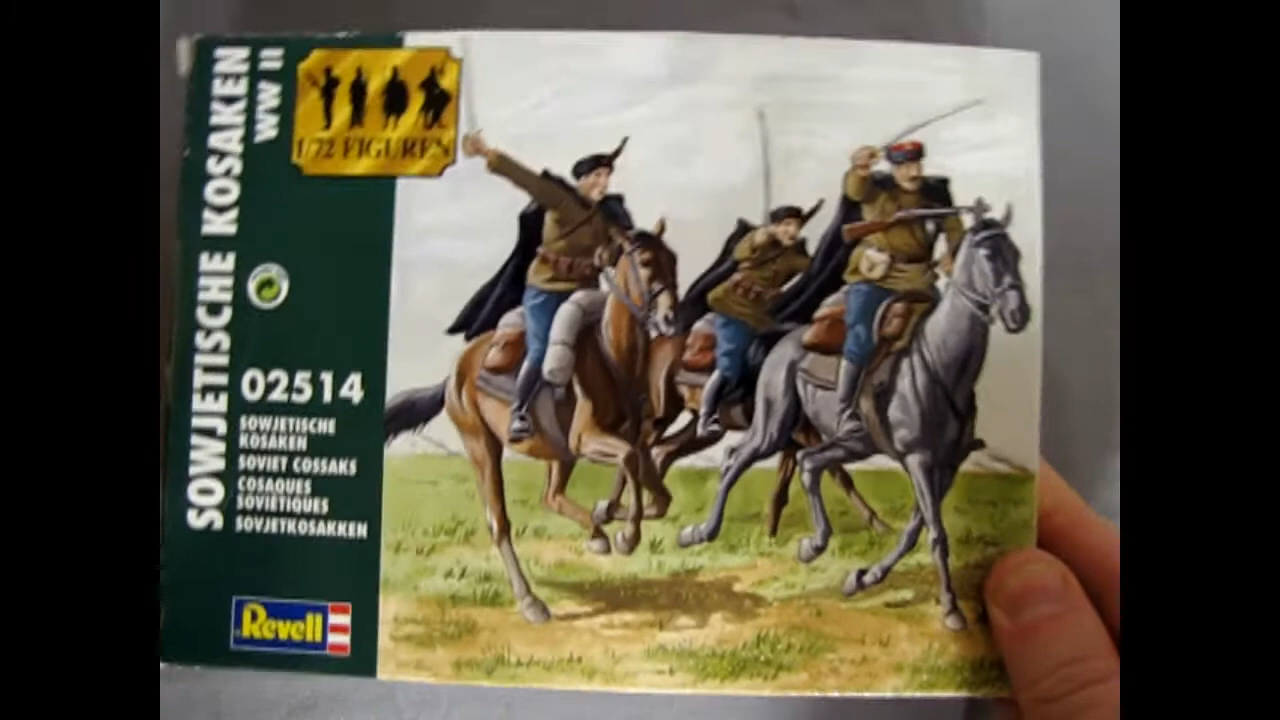 SOWJETISCHE KOSAKEN
WW II
1/72 FIGUREN
02514
SOWJETISCHE
KOSAKEN
SOVIET COSSAKS
COSAQUES
SOVIÉTIQUES
SOVJETKOSAKKEN
Revell